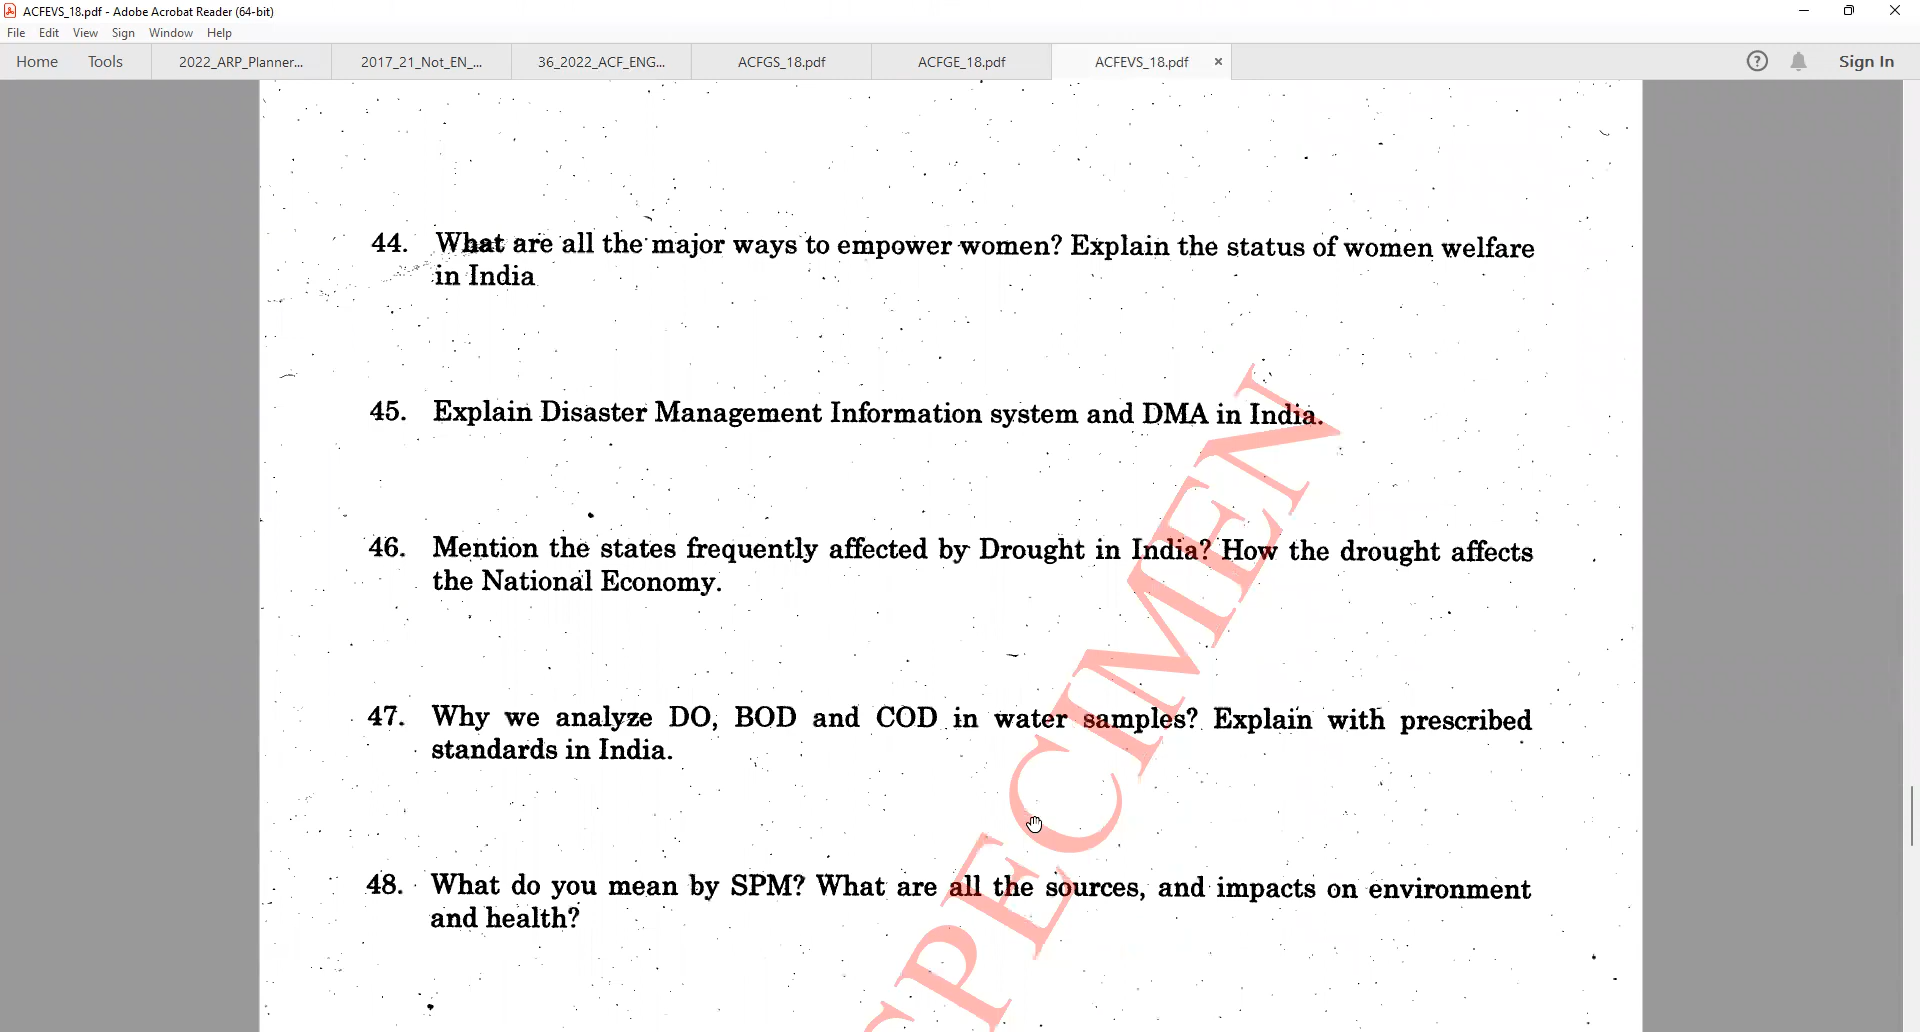 ACFEVS_18.pdf - Adobe Acrobat Reader (64-bit)
File Edit View Sign Window Help
Home Tools 2022_ARP_Planner... 2017_21_Not_EN_... 36_2022_ACF_ENG... ACFGS_18.pdf ACFGE_18.pdf ACFEVS_18.pdf × ? Sign In
44. What are all the major ways to empower women? Explain the status of women welfare
in India
45. Explain Disaster Management Information system and DMA in India.
46. Mention the states frequently affected by Drought in India? How the drought affects
the National Economy.
47. Why we analyze DO, BOD and COD in water samples? Explain with prescribed
standards in India.
48. What do you mean by SPM? What are all the sources, and impacts on environment
and health?
SPECIMEN